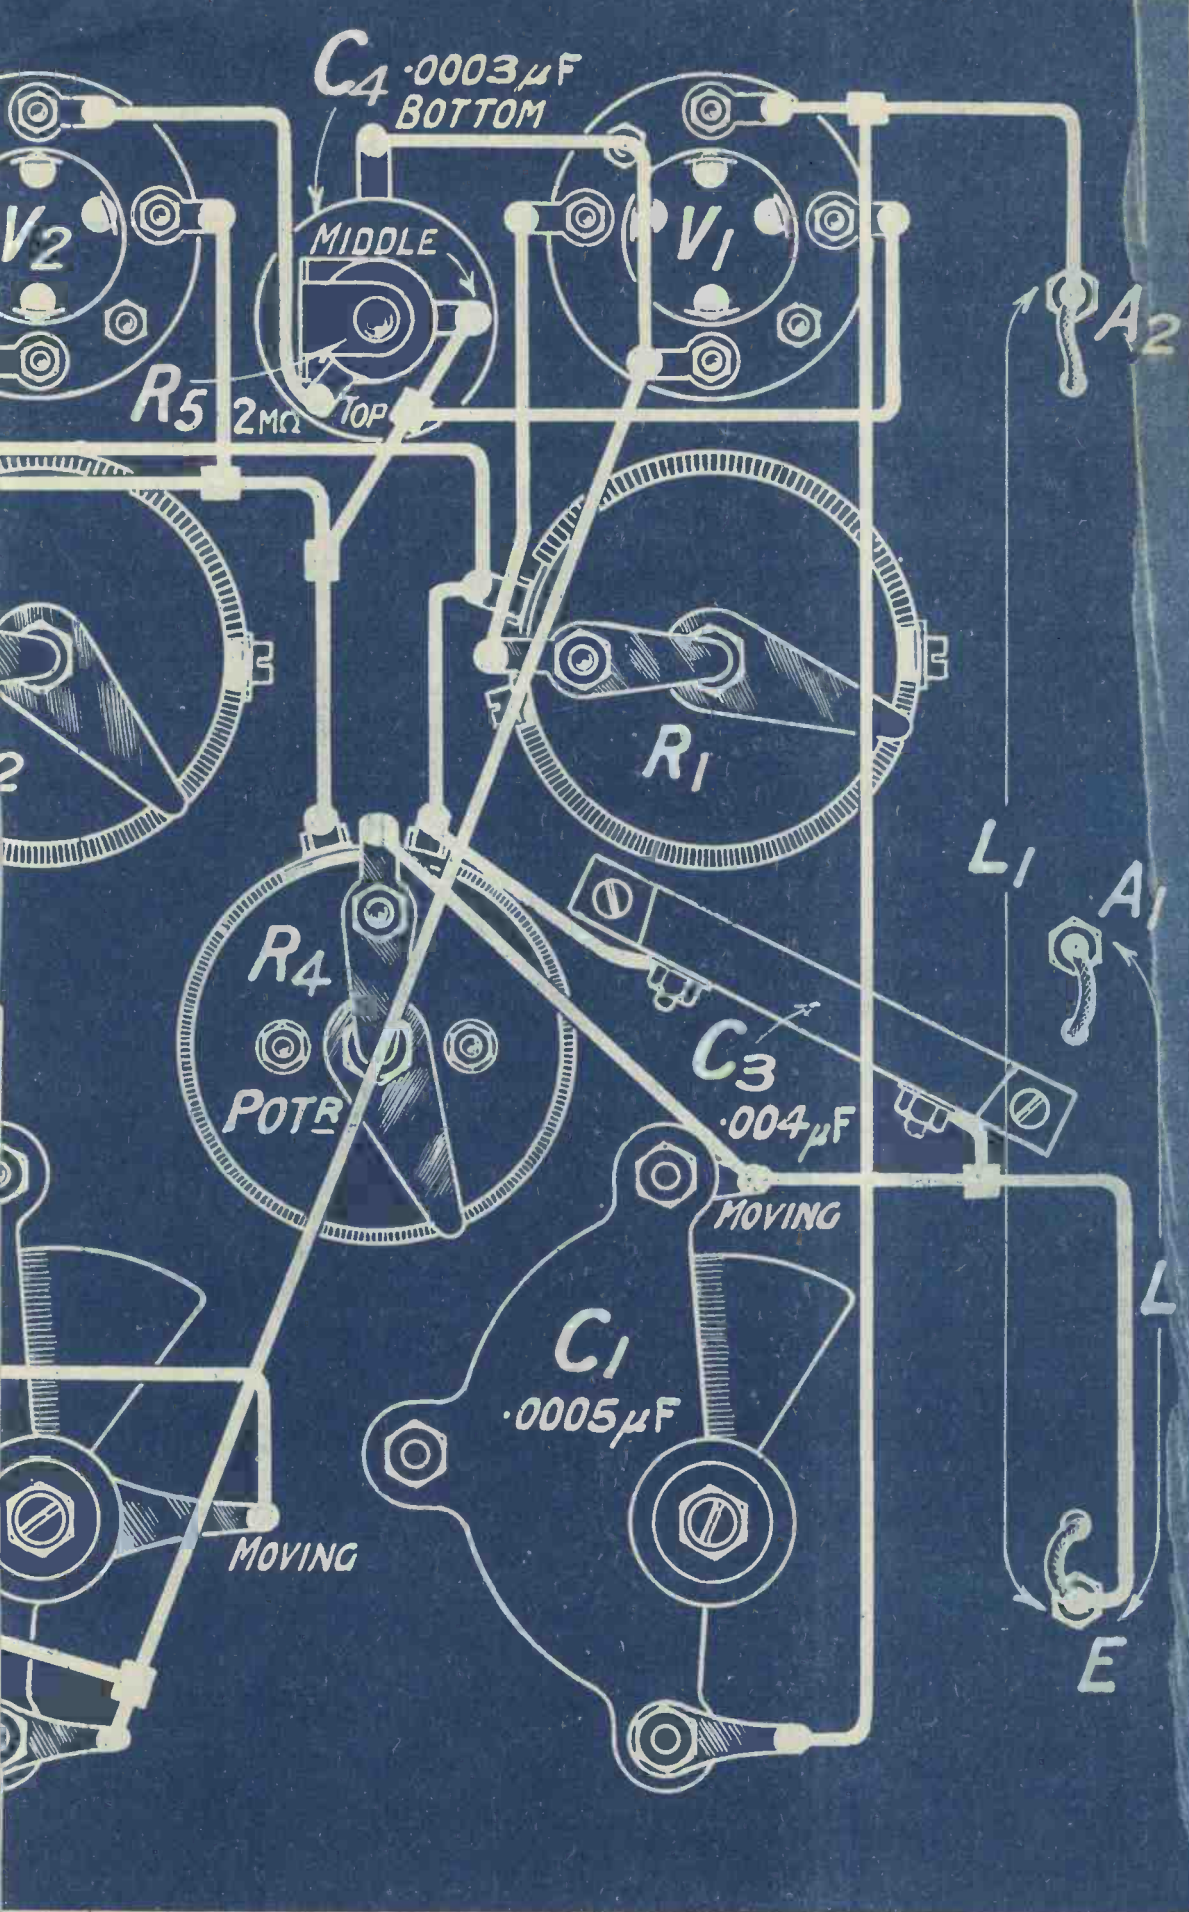 C4 .0003μF
BOTTOM
V2
MIDDLE
V1
A2
R5 2MΩ
TOP
R1
2
L1
A1
R4
C3
.004μF
POTR
MOVING
C1
.0005μF
L
MOVING
E